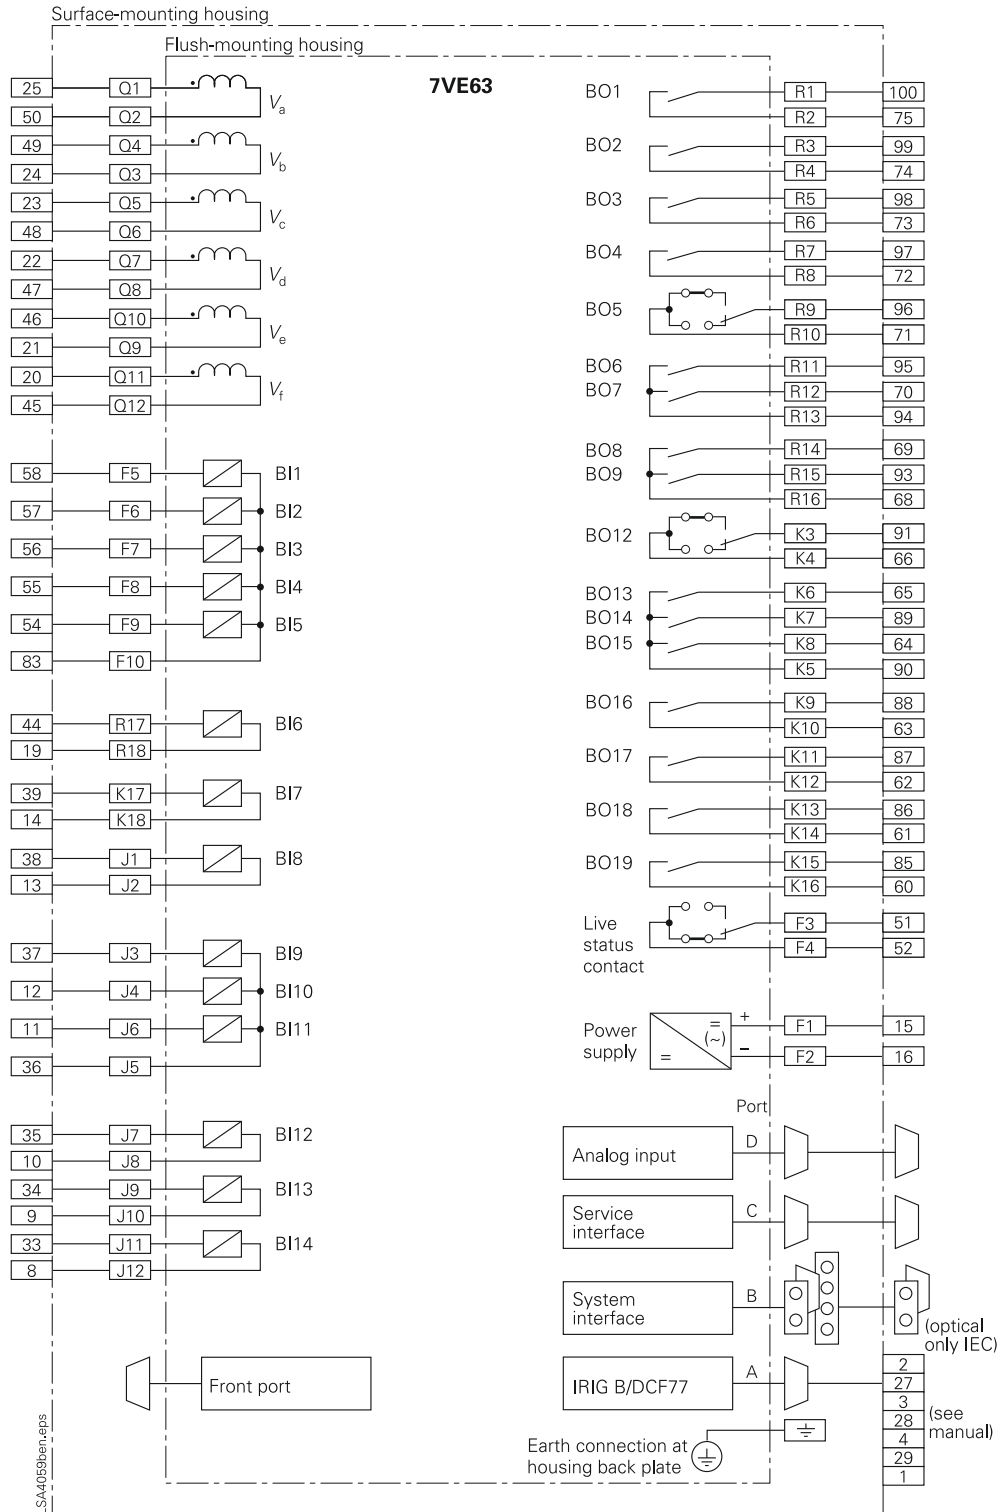 Surface-mounting housing
Flush-mounting housing
7VE63
25 Q1
50 Q2
Va
49 Q4
24 Q3
Vb
23 Q5
48 Q6
Vc
22 Q7
47 Q8
Vd
46 Q10
21 Q9
Ve
20 Q11
45 Q12
Vf
58 F5 BI1
57 F6 BI2
56 F7 BI3
55 F8 BI4
54 F9 BI5
83 F10
44 R17 BI6
19 R18
39 K17 BI7
14 K18
38 J1 BI8
13 J2
37 J3 BI9
12 J4 BI10
11 J6 BI11
36 J5
35 J7 BI12
10 J8
34 J9 BI13
9 J10
33 J11 BI14
8 J12
Front port
LSA4059ben.eps
BO1 R1 100
R2 75
BO2 R3 99
R4 74
BO3 R5 98
R6 73
BO4 R7 97
R8 72
BO5 R9 96
R10 71
BO6 R11 95
BO7 R12 70
R13 94
BO8 R14 69
BO9 R15 93
R16 68
BO12 K3 91
K4 66
BO13 K6 65
BO14 K7 89
BO15 K8 64
K5 90
BO16 K9 88
K10 63
BO17 K11 87
K12 62
BO18 K13 86
K14 61
BO19 K15 85
K16 60
Live F3 51
status F4 52
contact
Power = (~) + F1 15
supply = − F2 16
Port
Analog input D
Service C
interface
System B
interface
(optical
only IEC)
IRIG B/DCF77 A
2
27
3
28
4
29
1
(see
manual)
Earth connection at
housing back plate